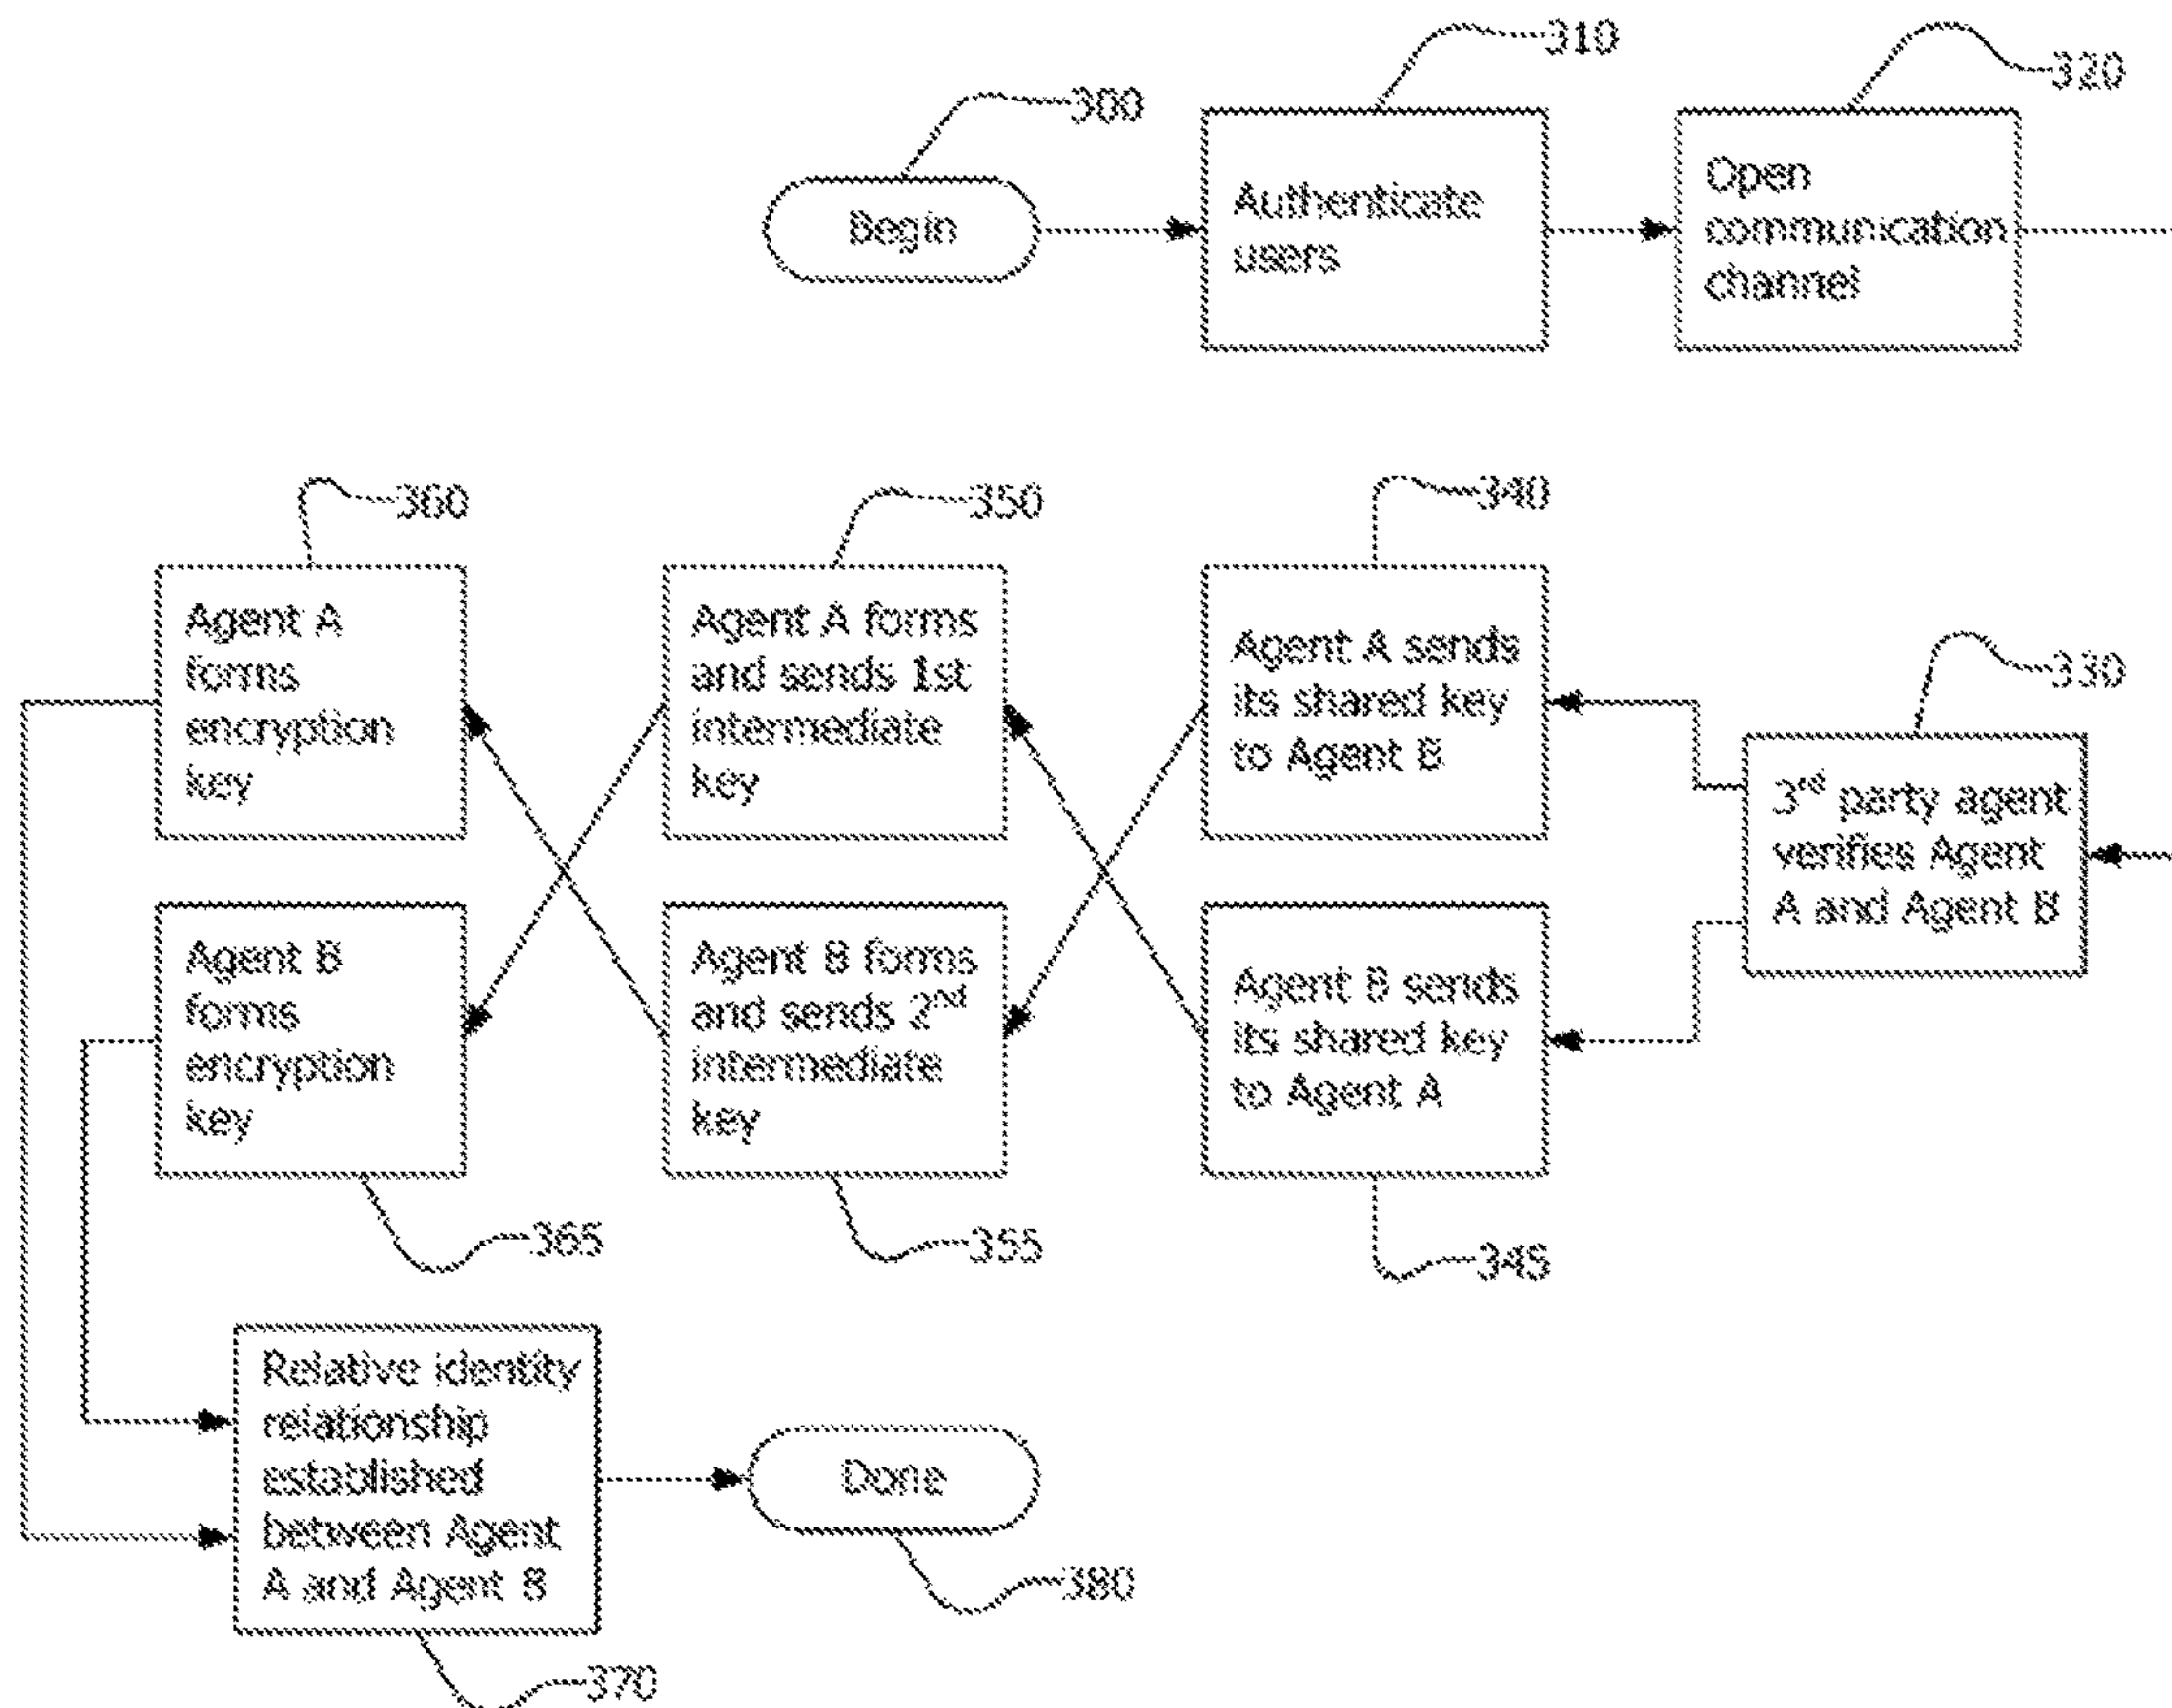 310
320
300
Begin
Authenticate
users
Open
communication
channel
360
350
340
330
Agent A
forms
encryption
key
Agent A forms
and sends 1st
intermediate
key
Agent A sends
its shared key
to Agent B
3rd party agent
verifies Agent
A and Agent B
Agent B
forms
encryption
key
Agent B forms
and sends 2nd
intermediate
key
Agent B sends
its shared key
to Agent A
365
355
345
Relative identity
relationship
established
between Agent
A and Agent B
Done
380
370